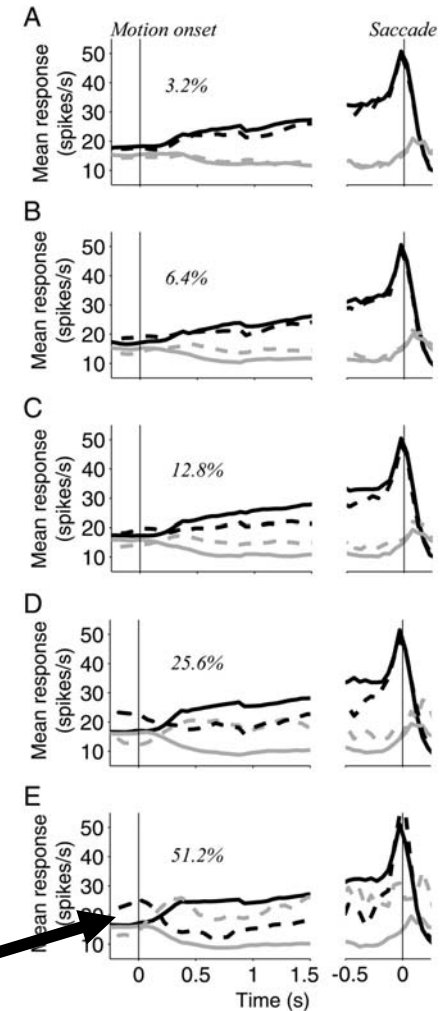 A
Motion onset Saccade
Mean response
(spikes/s)
50
40
30
20
10
3.2%
B
Mean response
(spikes/s)
50
40
30
20
10
6.4%
C
Mean response
(spikes/s)
50
40
30
20
10
12.8%
D
Mean response
(spikes/s)
50
40
30
20
10
25.6%
E
Mean response
(spikes/s)
50
40
30
20
10
51.2%
0 0.5 1 1.5 -0.5 0
Time (s)